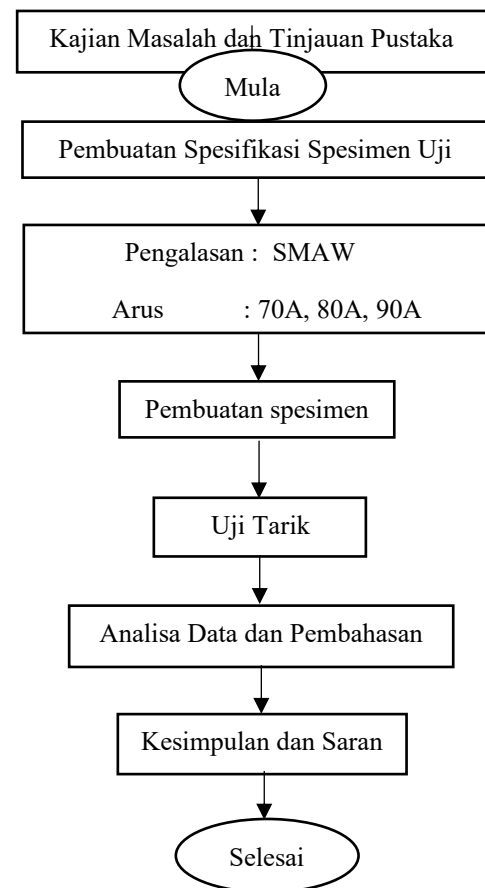 Kajian Masalah dan Tinjauan Pustaka
Mula
Pembuatan Spesifikasi Spesimen Uji
Pengalasan : SMAW
Arus : 70A, 80A, 90A
Pembuatan spesimen
Uji Tarik
Analisa Data dan Pembahasan
Kesimpulan dan Saran
Selesai